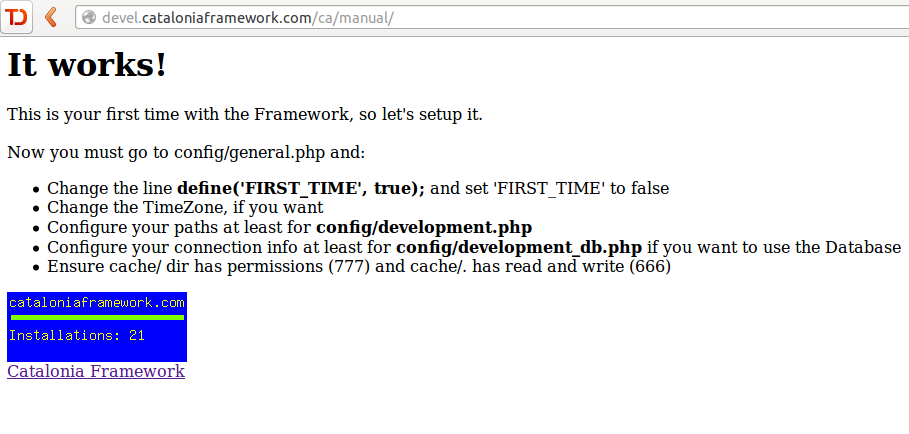 devel.cataloniaframework.com/ca/manual/
It works!
This is your first time with the Framework, so let's setup it.
Now you must go to config/general.php and:
• Change the line define('FIRST_TIME', true); and set 'FIRST_TIME' to false
• Change the TimeZone, if you want
• Configure your paths at least for config/development.php
• Configure your connection info at least for config/development_db.php if you want to use the Database
• Ensure cache/ dir has permissions (777) and cache/. has read and write (666)
cataloniaframework.com
Installations: 21
Catalonia Framework